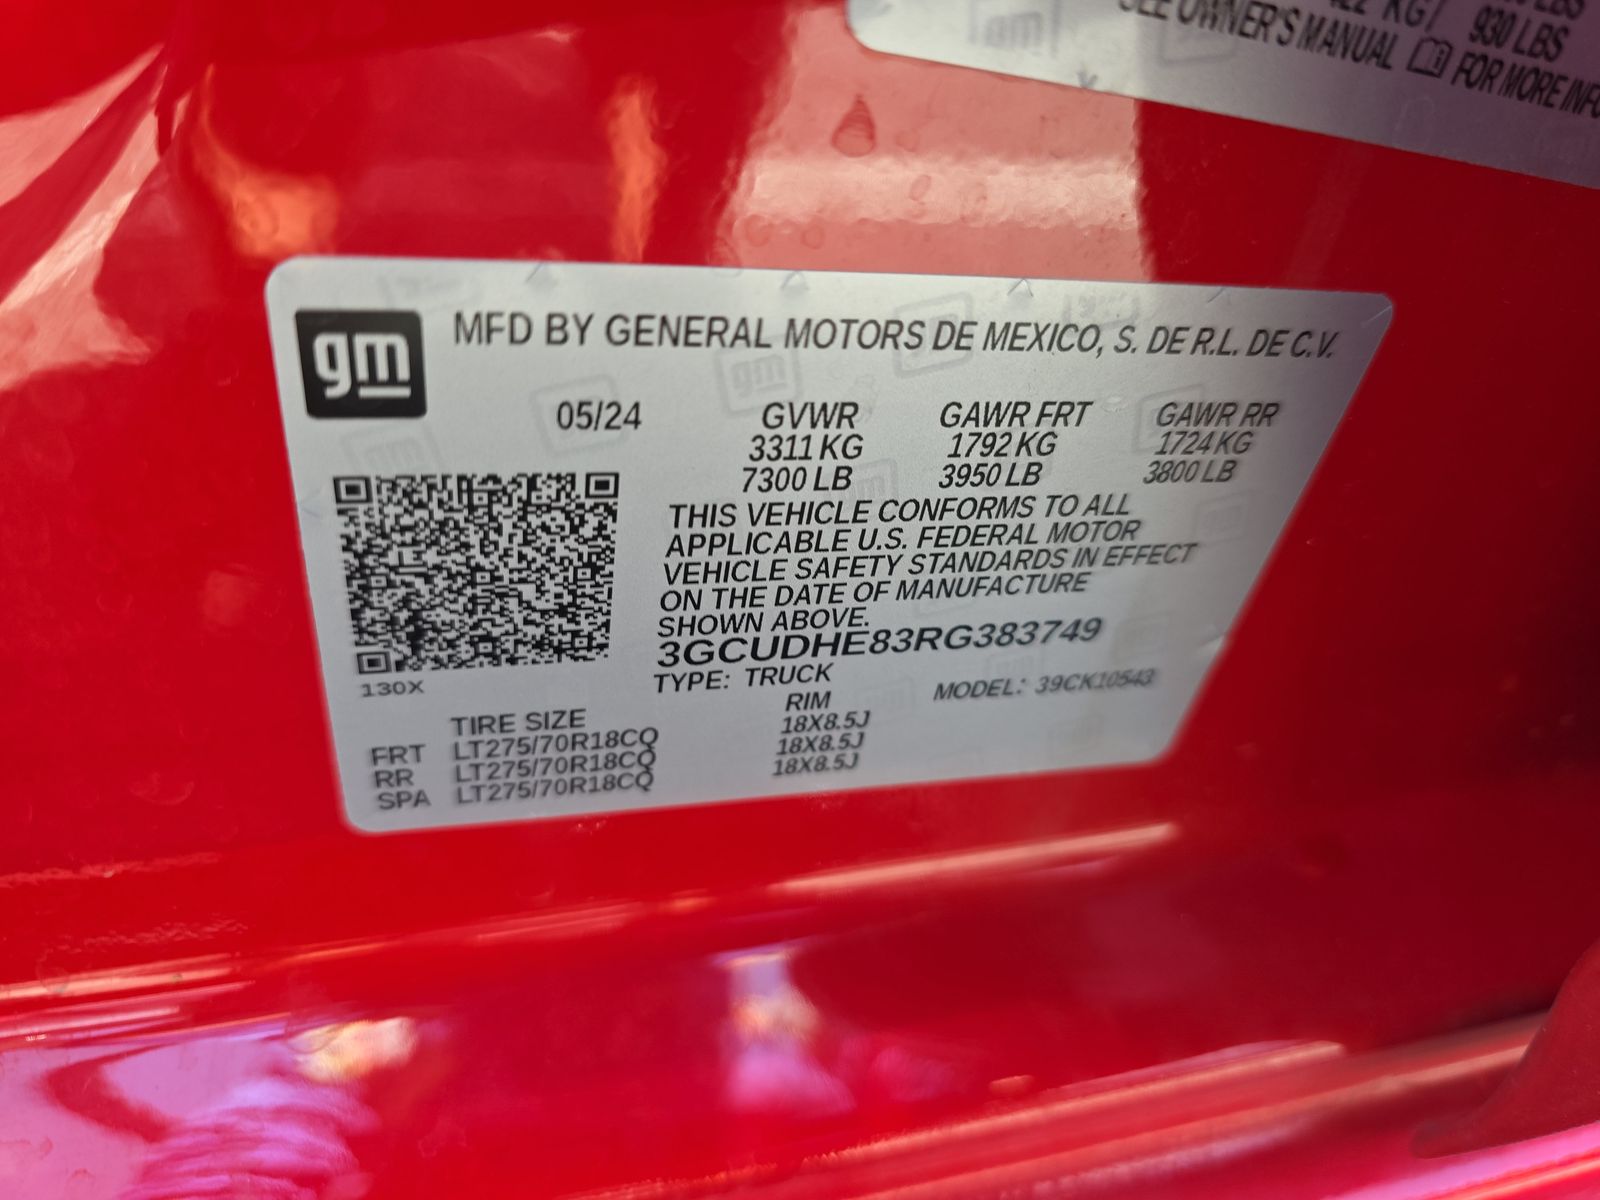 KG/ 930 LBS
SEE OWNER'S MANUAL FOR MORE
gm
MFD BY GENERAL MOTORS DE MEXICO, S. DE R.L. DE C.V.
05/24 GVWR GAWR FRT GAWR RR
3311 KG 1792 KG 1724 KG
7300 LB 3950 LB 3800 LB
THIS VEHICLE CONFORMS TO ALL
APPLICABLE U.S. FEDERAL MOTOR
VEHICLE SAFETY STANDARDS IN EFFECT
ON THE DATE OF MANUFACTURE
SHOWN ABOVE.
3GCUDHE83RG383749
130X
TYPE: TRUCK MODEL: 39CK10543
TIRE SIZE RIM
FRT LT275/70R18CQ 18X8.5J
RR LT275/70R18CQ 18X8.5J
SPA LT275/70R18CQ 18X8.5J